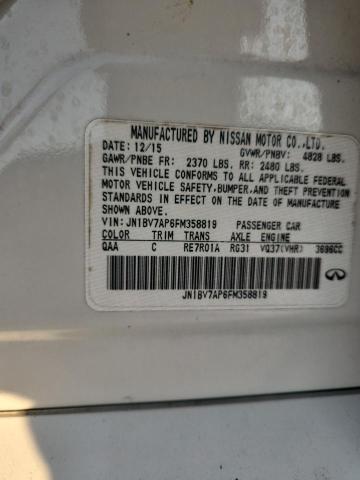 MANUFACTURED BY NISSAN MOTOR CO.,LTD.
DATE: 12/15 GVWR/PNBV: 4828 LBS.
GAWR/PNBE FR: 2370 LBS. RR: 2480 LBS.
THIS VEHICLE CONFORMS TO ALL APPLICABLE FEDERAL
MOTOR VEHICLE SAFETY, BUMPER, AND THEFT PREVENTION
STANDARDS IN EFFECT ON THE DATE OF MANUFACTURE
SHOWN ABOVE.
VIN: JN1BV7AP6FM358819 PASSENGER CAR
COLOR TRIM TRANS AXLE ENGINE
QAA C RE7R01A RG31 VQ37(VHR) 3696CC
JN1BV7AP6FM358819